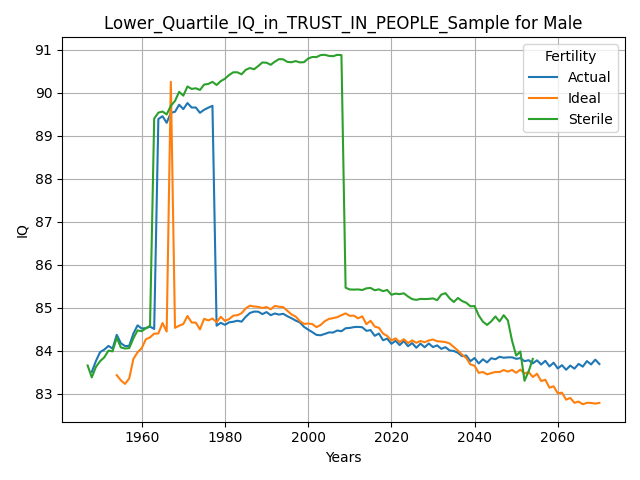 Lower_Quartile_IQ_in_TRUST_IN_PEOPLE_Sample for Male
Fertility
Actual
Ideal
Sterile
91
90
89
88
87
86
85
84
83
IQ
1960
1980
2000
2020
2040
2060
Years